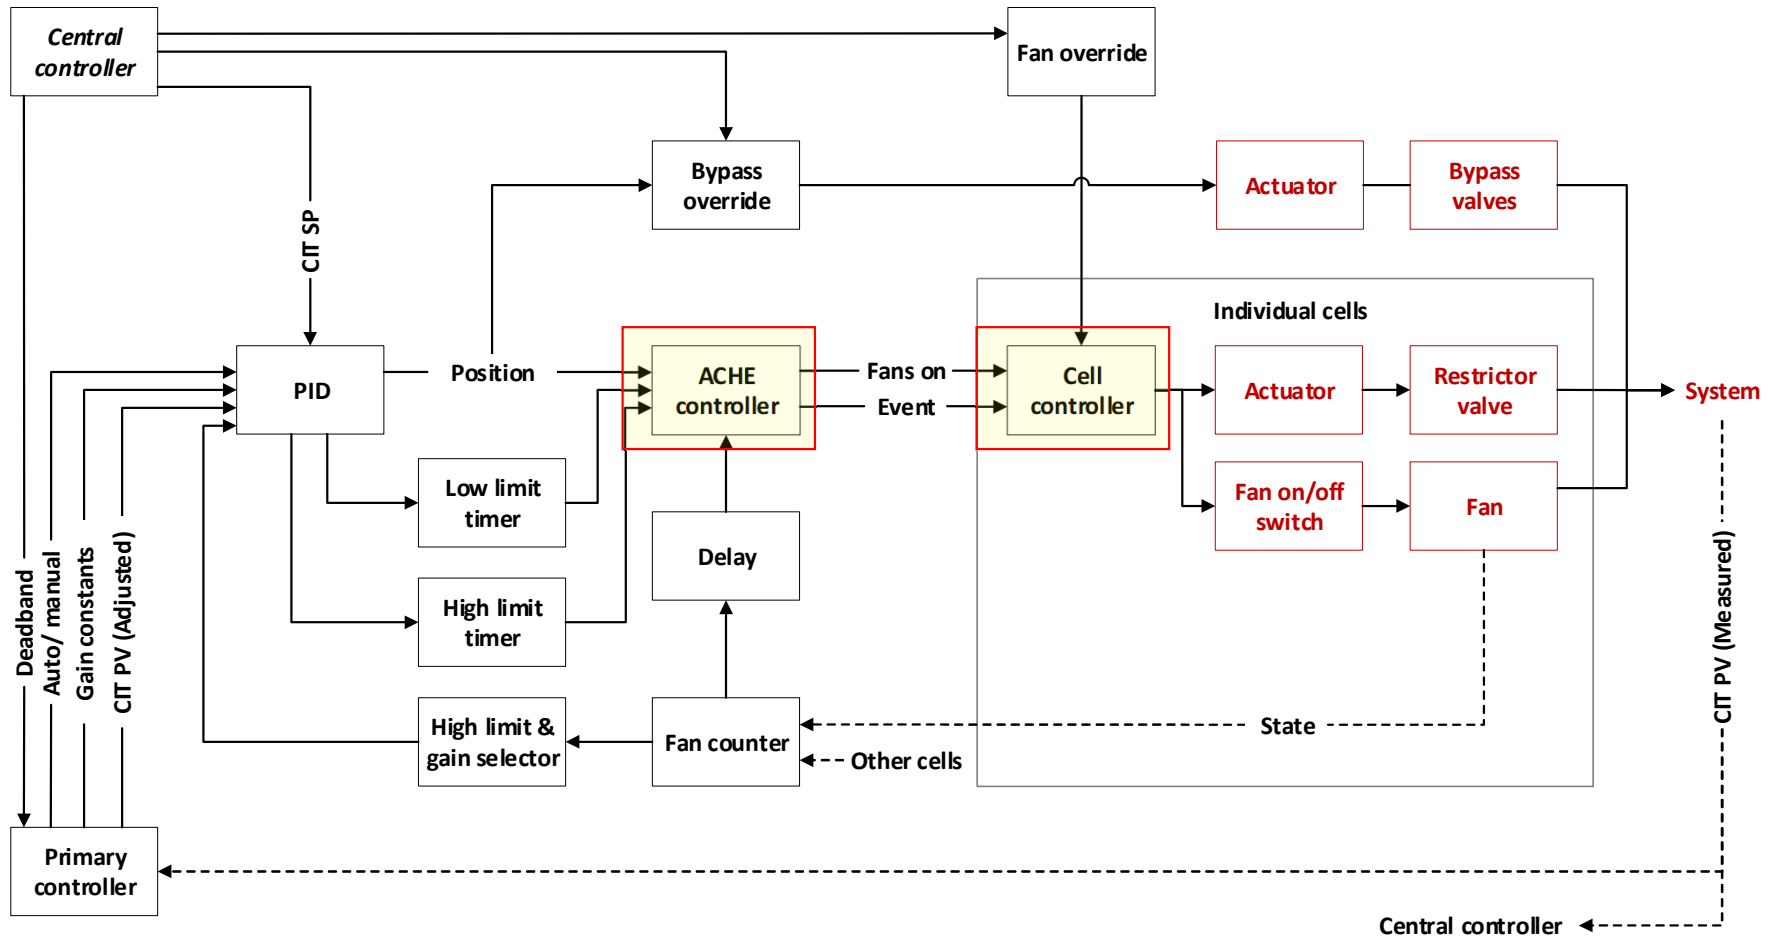 Central
controller
Fan override
Bypass
override
Actuator
Bypass
valves
CIT SP
Individual cells
PID
Position
ACHE
controller
Fans on
Event
Cell
controller
Actuator
Restrictor
valve
System
Low limit
timer
Fan on/off
switch
Fan
Delay
High limit
timer
Deadband
Auto/ manual
Gain constants
CIT PV (Adjusted)
CIT PV (Measured)
High limit &
gain selector
Fan counter
State
Other cells
Primary
controller
Central controller